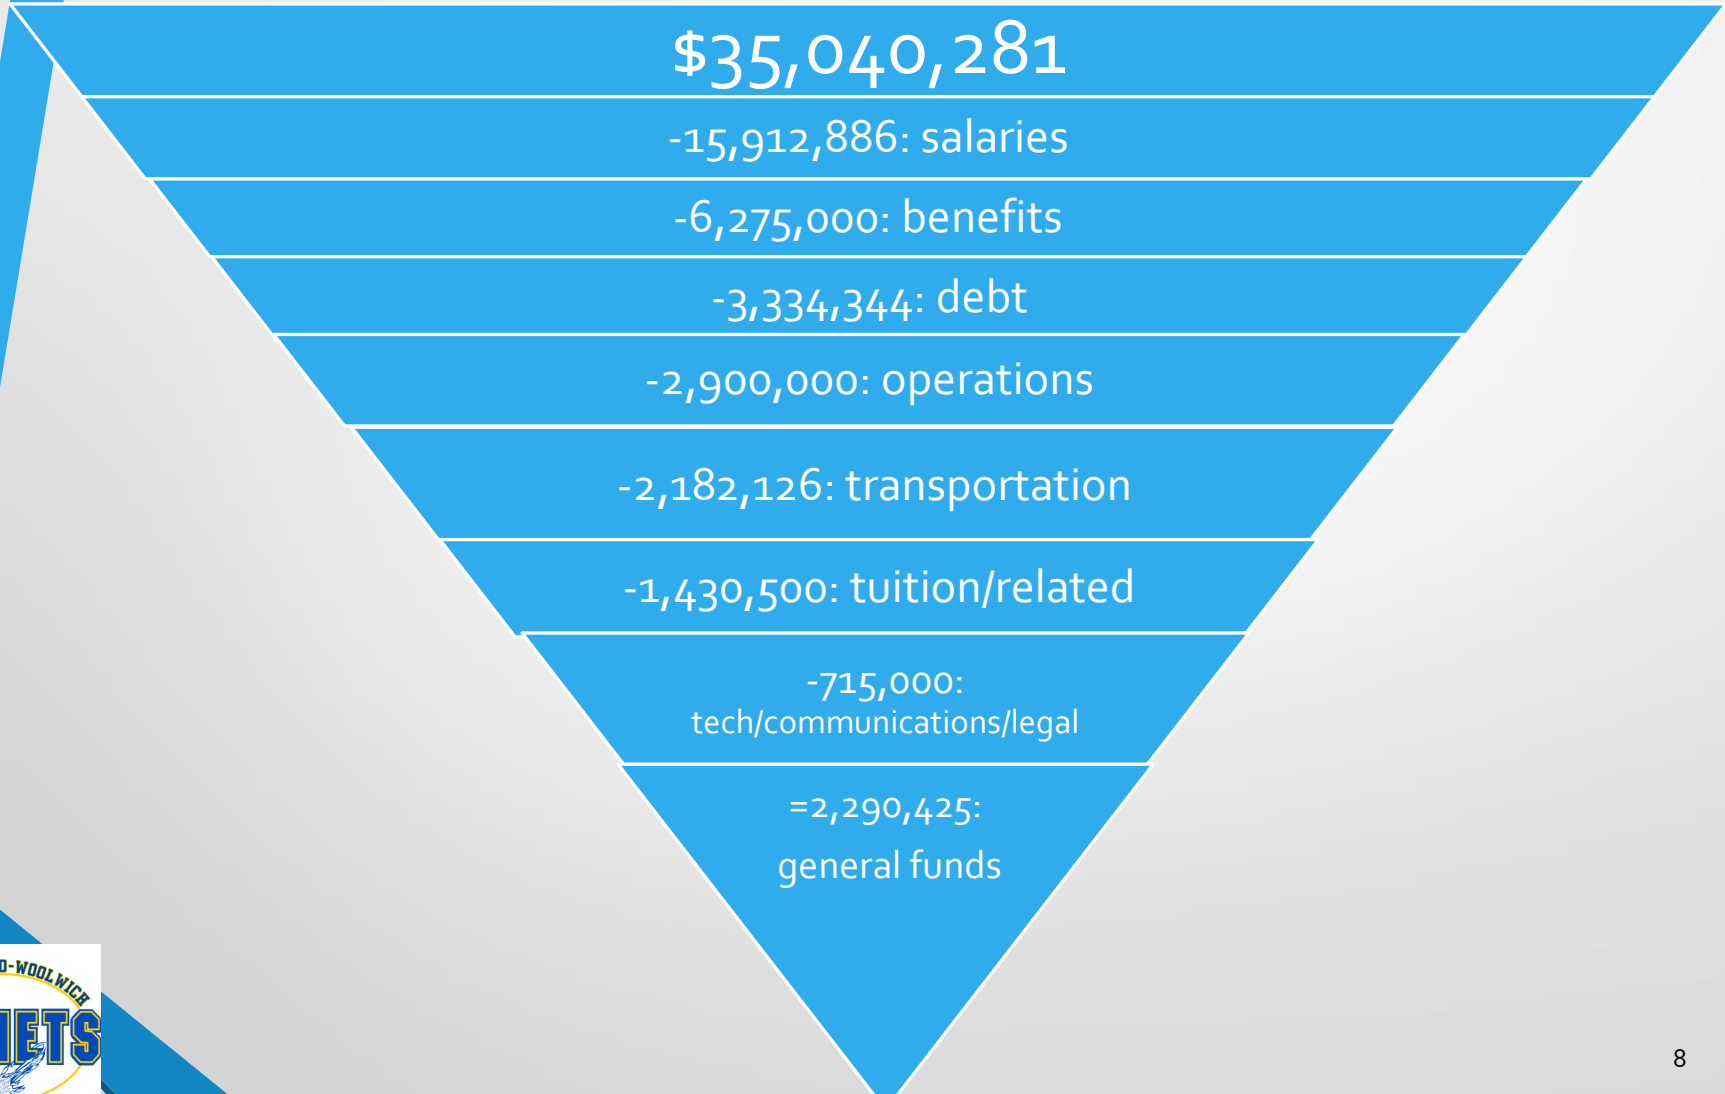 $35,040,281
-15,912,886: salaries
-6,275,000: benefits
-3,334,344: debt
-2,900,000: operations
-2,182,126: transportation
-1,430,500: tuition/related
-715,000:
tech/communications/legal
=2,290,425:
general funds
-WOOLWICH
ETS
8